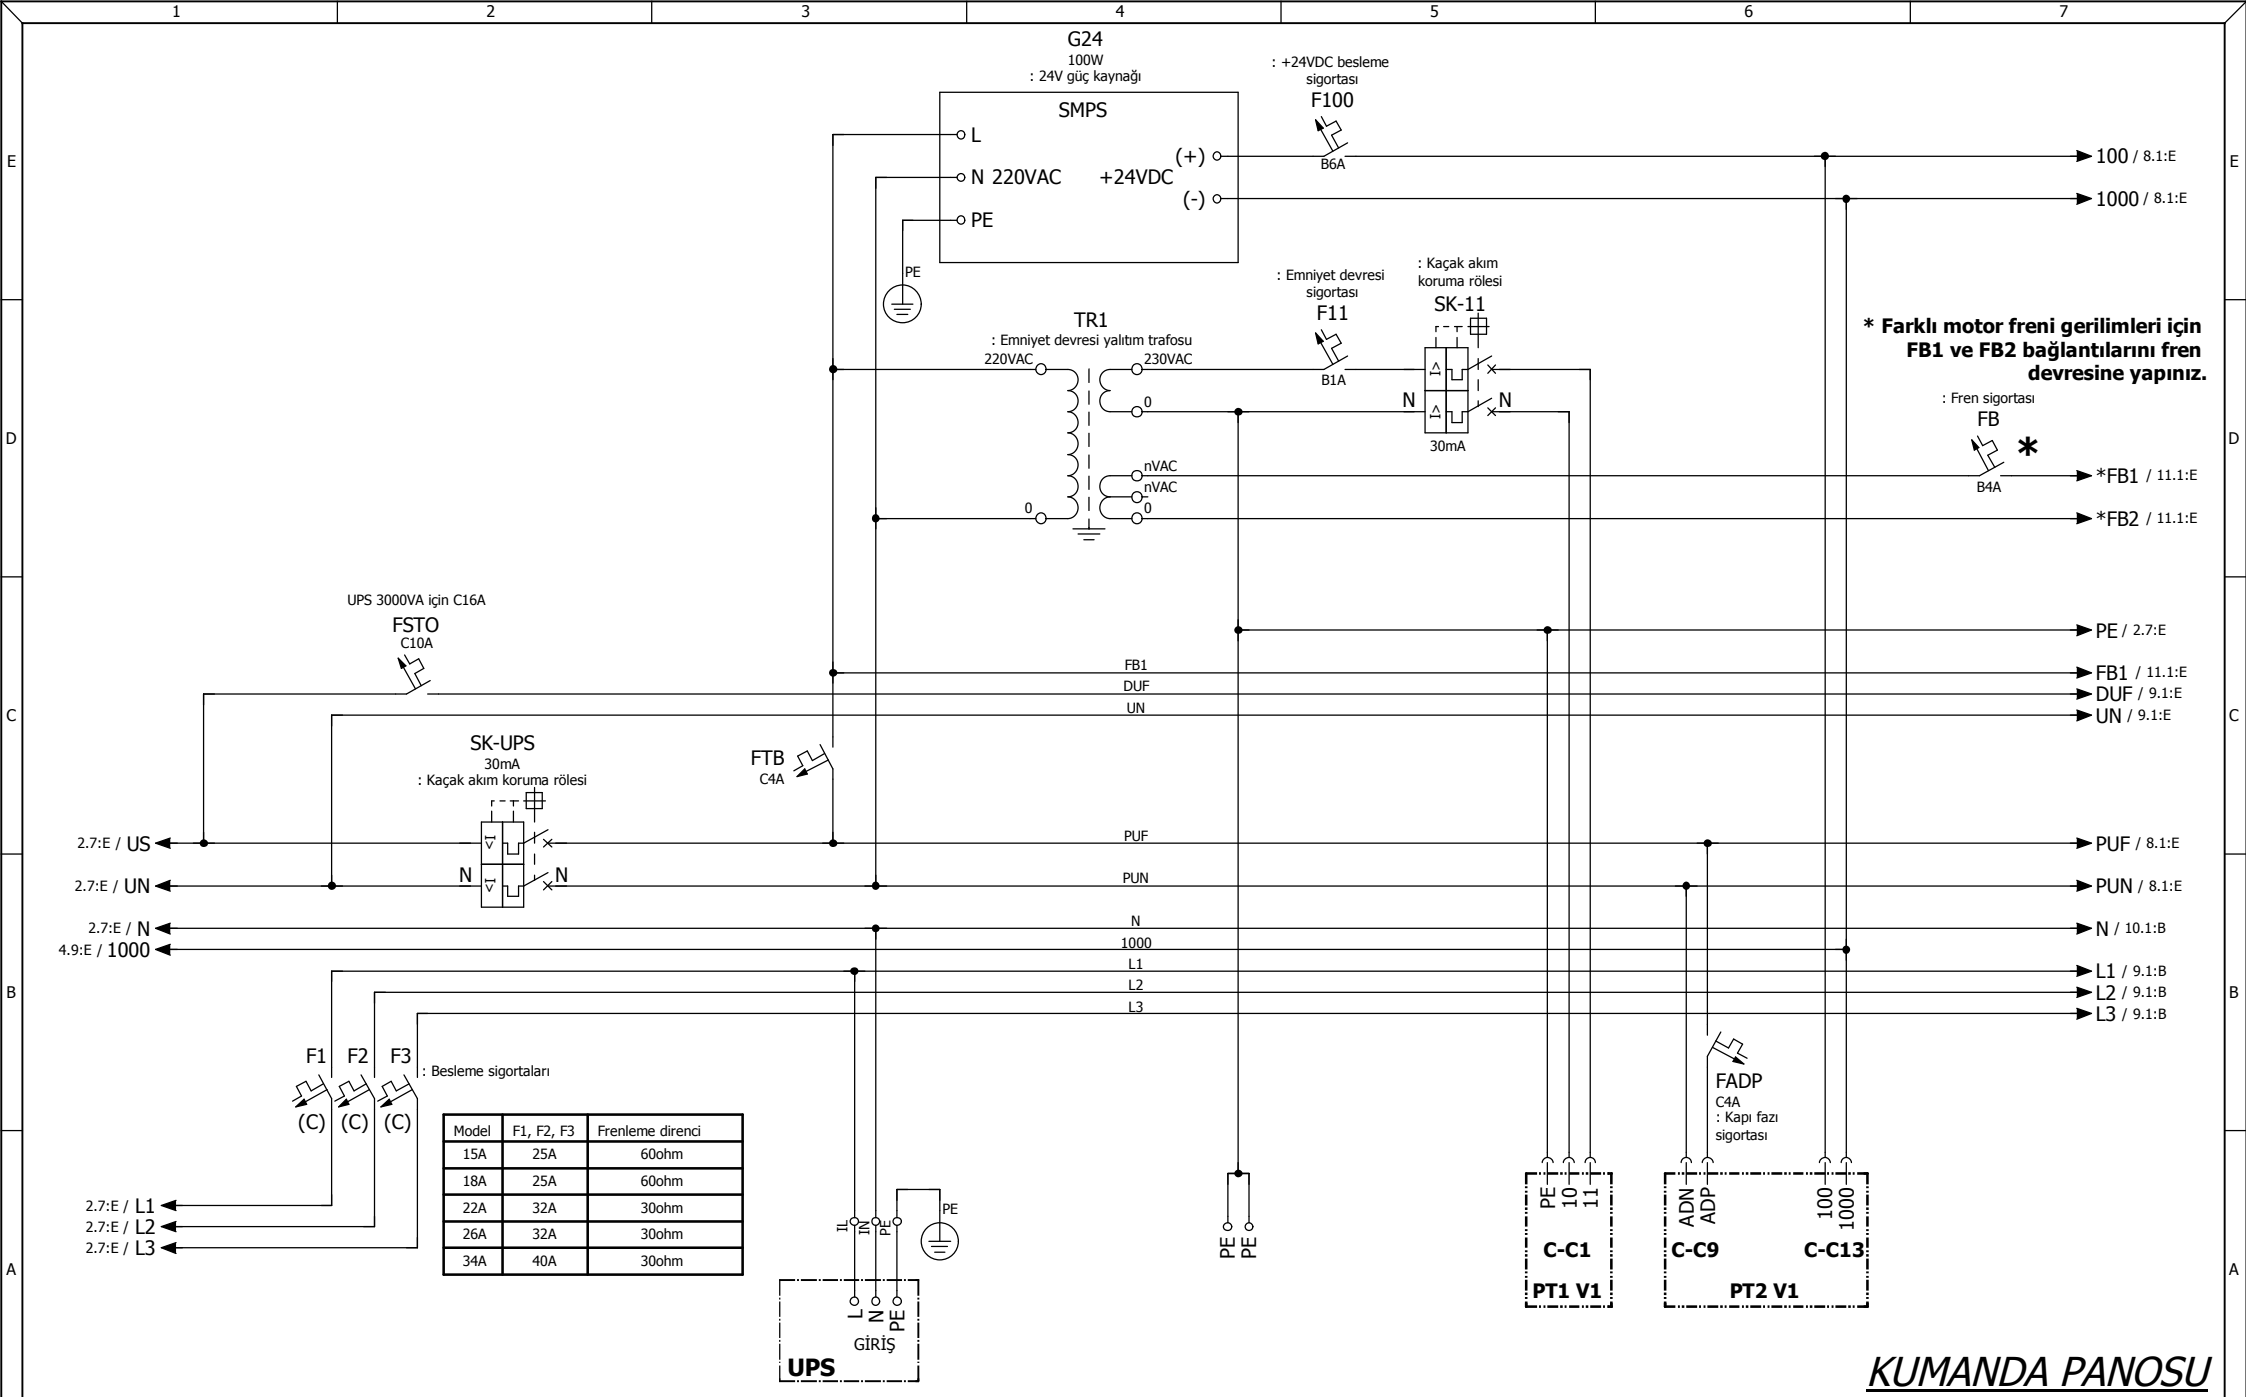 1 2 3 4 5 6 7
G24
100W
: 24V güç kaynağı
SMPS
L
N 220VAC
PE
+24VDC
(+)
(-)
PE
: +24VDC besleme
sigortası
F100
B6A
100 / 8.1:E
1000 / 8.1:E
E
E
TR1
: Emniyet devresi yalıtım trafosu
220VAC
230VAC
0
nVAC
nVAC
0
0
: Emniyet devresi
sigortası
F11
B1A
: Kaçak akım
koruma rölesi
SK-11
I>
N I> N
30mA
* Farklı motor freni gerilimleri için
FB1 ve FB2 bağlantılarını fren
devresine yapınız.
: Fren sigortası
FB
*
B4A
*FB1 / 11.1:E
*FB2 / 11.1:E
D
D
UPS 3000VA için C16A
FSTO
C10A
PE / 2.7:E
FB1
FB1 / 11.1:E
DUF
DUF / 9.1:E
UN
UN / 9.1:E
C
C
SK-UPS
30mA
: Kaçak akım koruma rölesi
I>
N I> N
FTB
C4A
2.7:E / US
PUF
PUF / 8.1:E
2.7:E / UN
PUN
PUN / 8.1:E
2.7:E / N
N
N / 10.1:B
4.9:E / 1000
1000
L1
L1 / 9.1:B
L2
L2 / 9.1:B
L3
L3 / 9.1:B
B
B
F1 F2 F3
: Besleme sigortaları
(C) (C) (C)
FADP
C4A
: Kapı fazı
sigortası
Model F1, F2, F3 Frenleme direnci
15A 25A 60ohm
18A 25A 60ohm
22A 32A 30ohm
26A 32A 30ohm
34A 40A 30ohm
2.7:E / L1
2.7:E / L2
2.7:E / L3
A
A
IL IN PE
PE
L N PE
GİRİŞ
UPS
PE PE
PE 10 11
C-C1
PT1 V1
ADN ADP 100 1000
C-C9 C-C13
PT2 V1
KUMANDA PANOSU